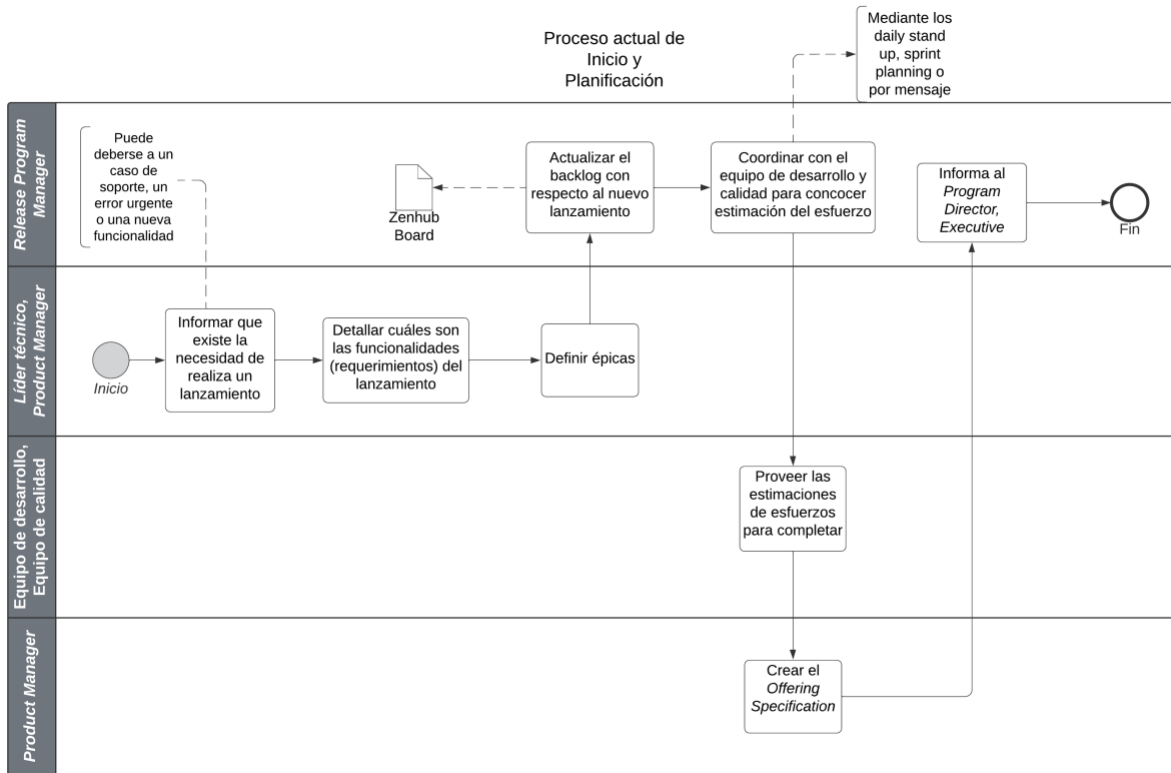 Proceso actual de
Inicio y
Planificación
Mediante los
daily stand
up, sprint
planning o
por mensaje
Release Program
Manager
Puede
deberse a un
caso de
soporte, un
error urgente
o una nueva
funcionalidad
Zenhub
Board
Actualizar el
backlog con
respecto al nuevo
lanzamiento
Coordinar con el
equipo de desarrollo y
calidad para concocer
estimación del esfuerzo
Informa al
Program
Director,
Executive
Fin
Líder técnico,
Product Manager
Inicio
Informar que
existe la
necesidad de
realiza un
lanzamiento
Detallar cuáles son
las funcionalidades
(requerimientos) del
lanzamiento
Definir épicas
Equipo de desarrollo,
Equipo de calidad
Proveer las
estimaciones
de esfuerzos
para completar
Product Manager
Crear el
Offering
Specification